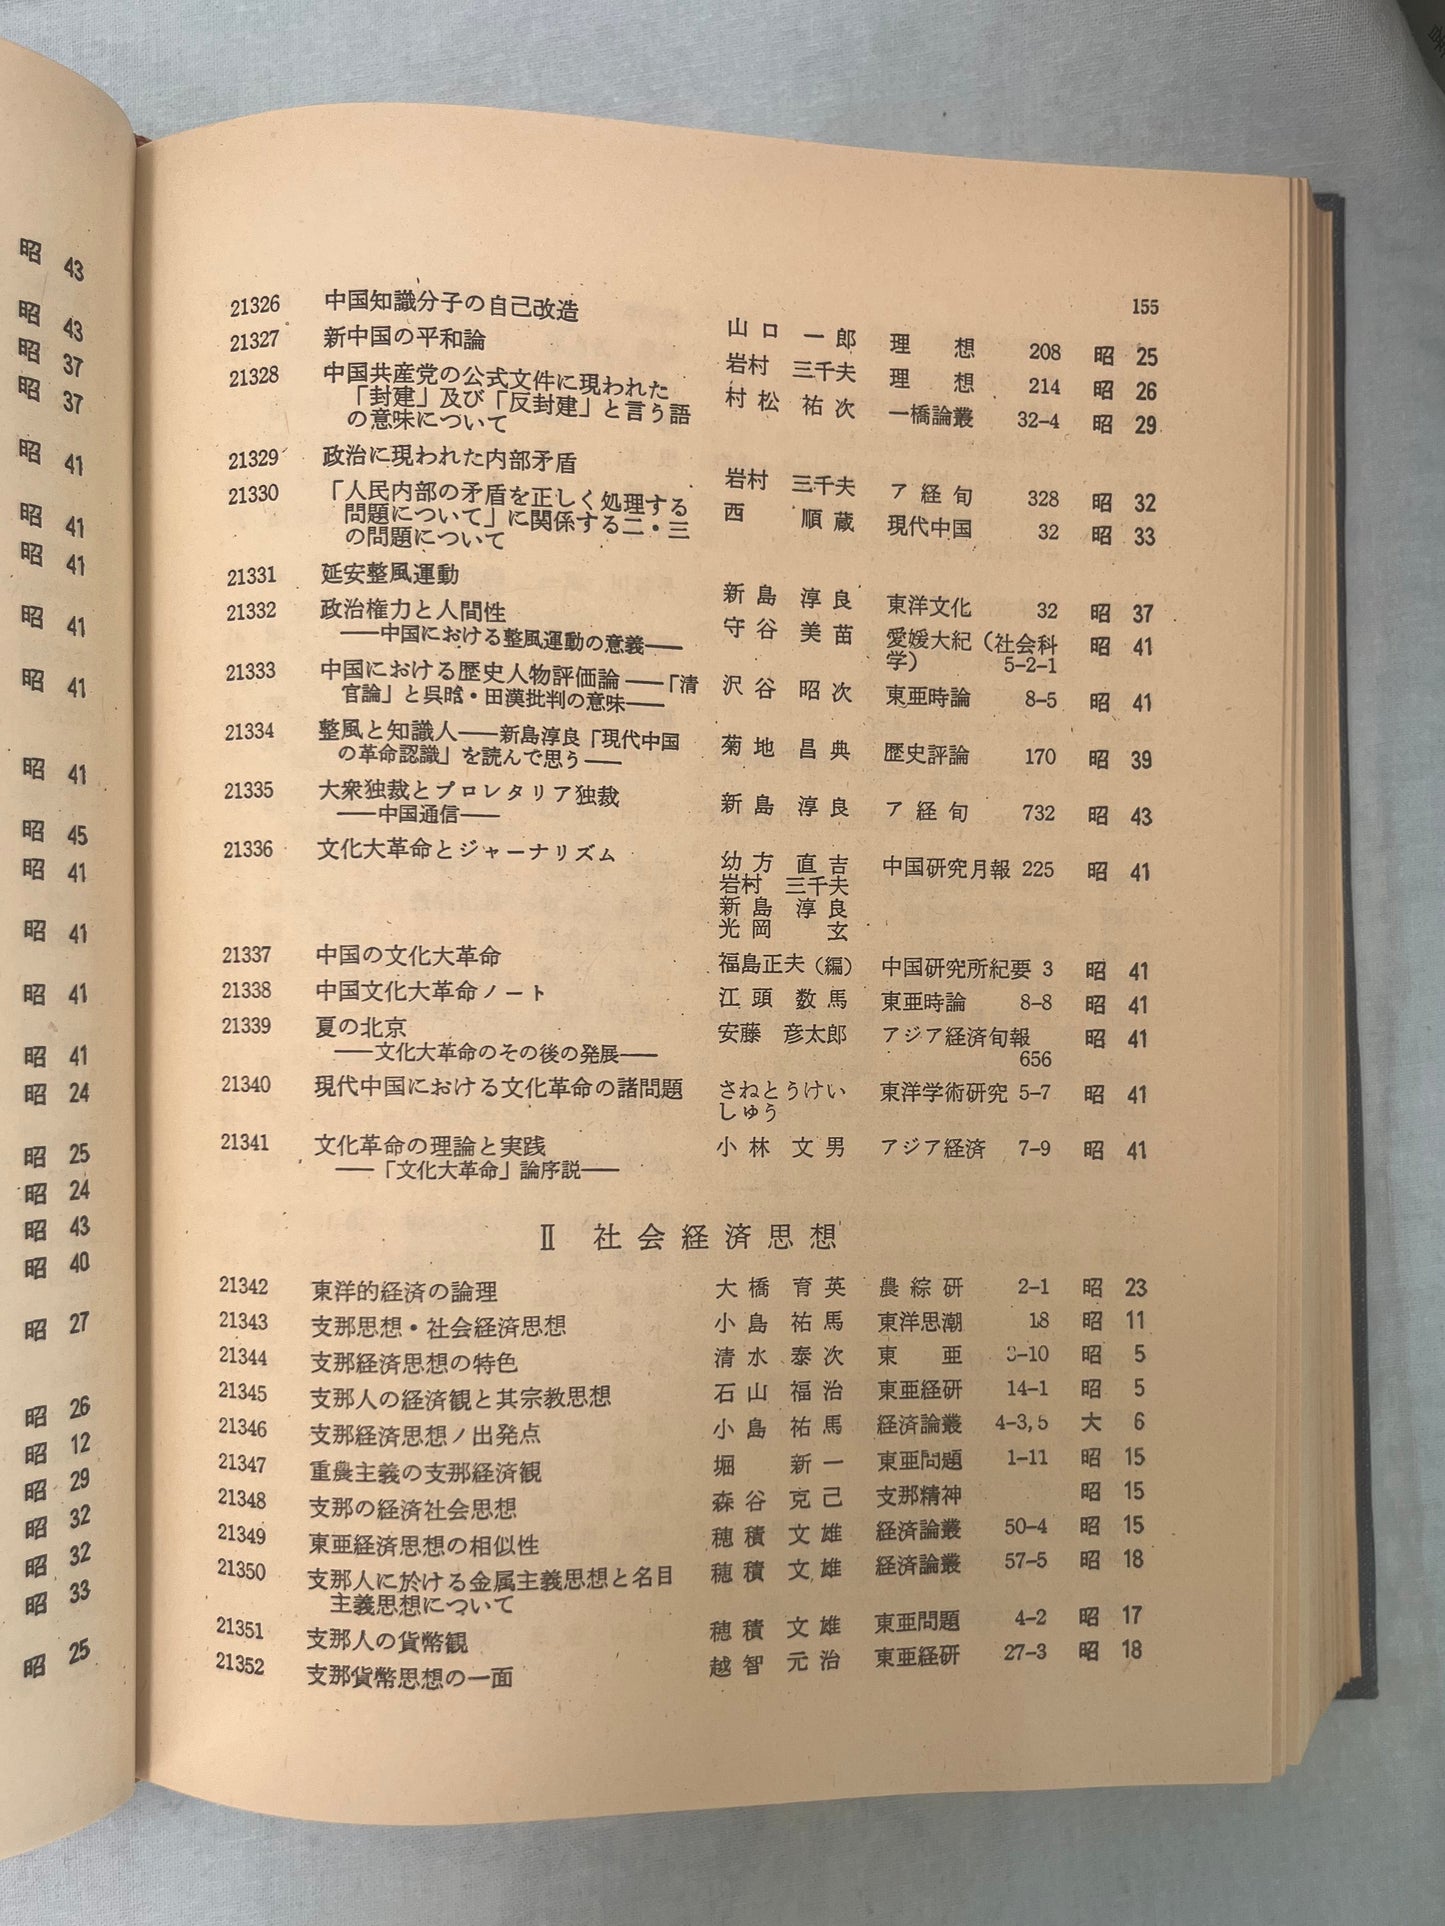 昭 43
昭 43
昭 37
昭 37
昭 41
昭 41
昭 41
昭 41
昭 41
昭 41
昭 45
昭 41
昭 41
昭 41
昭 41
昭 24
昭 25
昭 24
昭 43
昭 40
昭 27
昭 26
昭 12
昭 29
昭 32
昭 32
昭 33
昭 25
155
21326 中国知識分子の自己改造 山口 一郎 理想 208 昭 25
21327 新中国の平和論 岩村 三千夫 理想 214 昭 26
21328 中国共産党の公式文件に現われた 村松 祐次 一橋論叢 32-4 昭 29
「封建」及び「反封建」と言う語
の意味について
21329 政治に現われた内部矛盾 岩村 三千夫 ア経旬 328 昭 32
21330 「人民内部の矛盾を正しく処理する 西 順蔵 現代中国 32 昭 33
問題について」に関係する二・三
の問題について
21331 延安整風運動 新島 淳良 東洋文化 32 昭 37
21332 政治権力と人間性 守谷 美苗 愛媛大紀（社会科 昭 41
――中国における整風運動の意義―― 学） 5-2-1
21333 中国における歴史人物評価論――「清 沢谷 昭次 東亜時論 8-5 昭 41
官論」と呉晗・田漢批判の意味――
21334 整風と知識人――新島淳良「現代中国 菊地 昌典 歴史評論 170 昭 39
の革命認識」を読んで思う――
21335 大衆独裁とプロレタリア独裁 新島 淳良 ア経旬 732 昭 43
――中国通信――
21336 文化大革命とジャーナリズム 幼方 直吉 中国研究月報 225 昭 41
岩村 三千夫
新島 淳良
光岡 玄
21337 中国の文化大革命 福島正夫（編） 中国研究所紀要 3 昭 41
21338 中国文化大革命ノート 江頭 数馬 東亜時論 8-8 昭 41
21339 夏の北京 安藤 彦太郎 アジア経済旬報 昭 41
――文化大革命のその後の発展―― 656
21340 現代中国における文化革命の諸問題 さねとうけい 東洋学術研究 5-7 昭 41
しゅう
21341 文化革命の理論と実践 小林 文男 アジア経済 7-9 昭 41
――「文化大革命」論序説――
Ⅱ 社会経済思想
21342 東洋的経済の論理 大橋 育英 農綜研 2-1 昭 23
21343 支那思想・社会経済思想 小島 祐馬 東洋思潮 18 昭 11
21344 支那経済思想の特色 清水 泰次 東亜 3-10 昭 5
21345 支那人の経済観と其宗教思想 石山 福治 東亜経研 14-1 昭 5
21346 支那経済思想ノ出発点 小島 祐馬 経済論叢 4-3,5 大 6
21347 重農主義の支那経済観 堀 新一 東亜問題 1-11 昭 15
21348 支那の経済社会思想 森谷 克己 支那精神 昭 15
21349 東亜経済思想の相似性 穂積 文雄 経済論叢 50-4 昭 15
21350 支那人に於ける金属主義思想と名目 穂積 文雄 経済論叢 57-5 昭 18
主義思想について
21351 支那人の貨幣観 穂積 文雄 東亜問題 4-2 昭 17
21352 支那貨幣思想の一面 越智 元治 東亜経研 27-3 昭 18